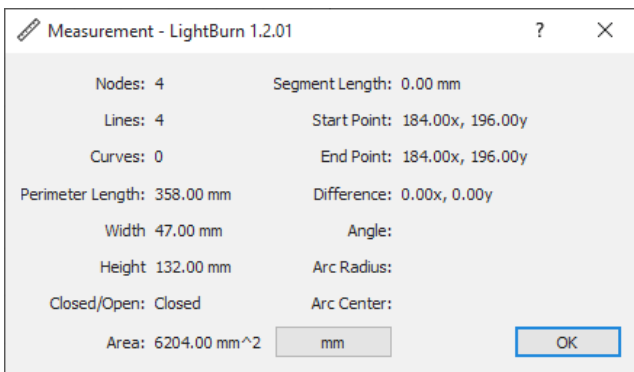 Measurement - LightBurn 1.2.01 ?
Nodes: 4 Segment Length: 0.00 mm
Lines: 4 Start Point: 184.00x, 196.00y
Curves: 0 End Point: 184.00x, 196.00y
Perimeter Length: 358.00 mm Difference: 0.00x, 0.00y
Width 47.00 mm Angle:
Height 132.00 mm Arc Radius:
Closed/Open: Closed Arc Center:
Area: 6204.00 mm^2 mm OK